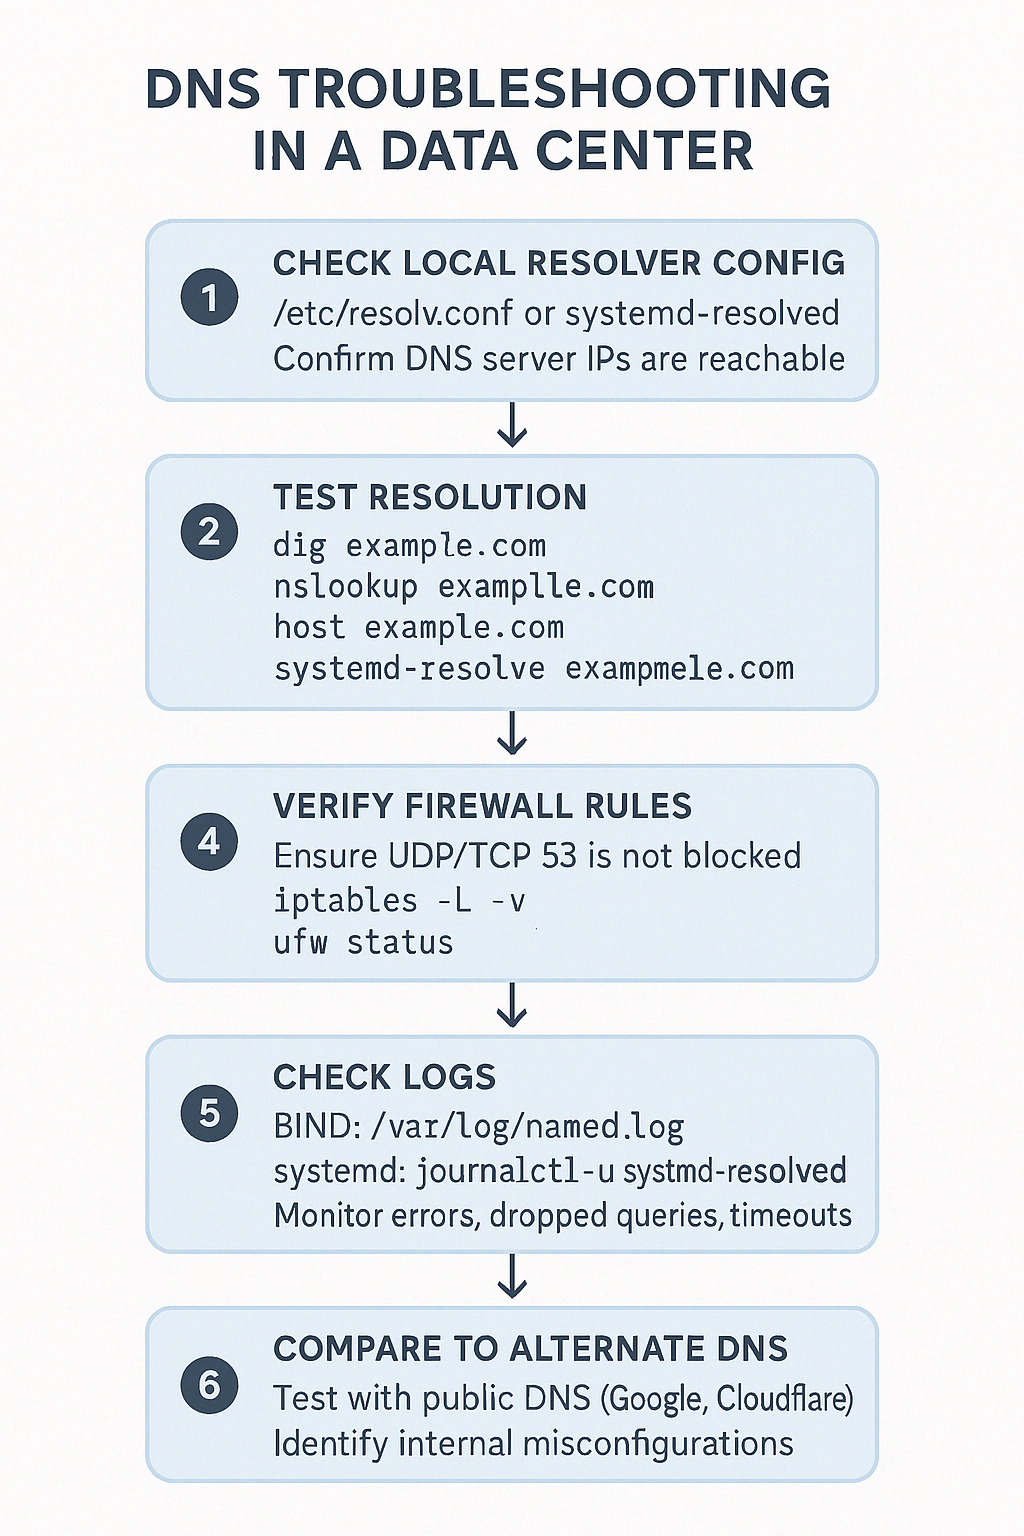 DNS TROUBLESHOOTING
IN A DATA CENTER
1
CHECK LOCAL RESOLVER CONFIG
/etc/resolv.conf or systemd-resolved
Confirm DNS server IPs are reachable
2
TEST RESOLUTION
dig example.com
nslookup examplle.com
host example.com
systemd-resolve exampmele.com
4
VERIFY FIREWALL RULES
Ensure UDP/TCP 53 is not blocked
iptables -L -v
ufw status
5
CHECK LOGS
BIND: /var/log/named.log
systemd: journalctl-u systmd-resolved
Monitor errors, dropped queries, timeouts
6
COMPARE TO ALTERNATE DNS
Test with public DNS (Google, Cloudflare)
Identify internal misconfigurations